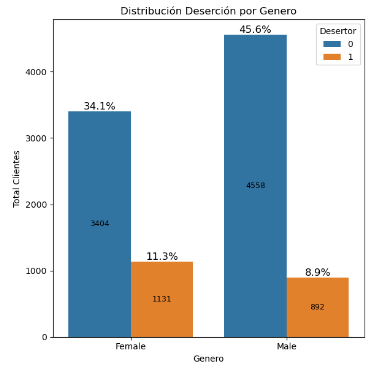 Distribución Deserción por Genero
Desertor
0
1
45.6%
34.1%
11.3%
8.9%
3404
1131
4558
892
Total Clientes
4000
3000
2000
1000
0
Female
Male
Genero